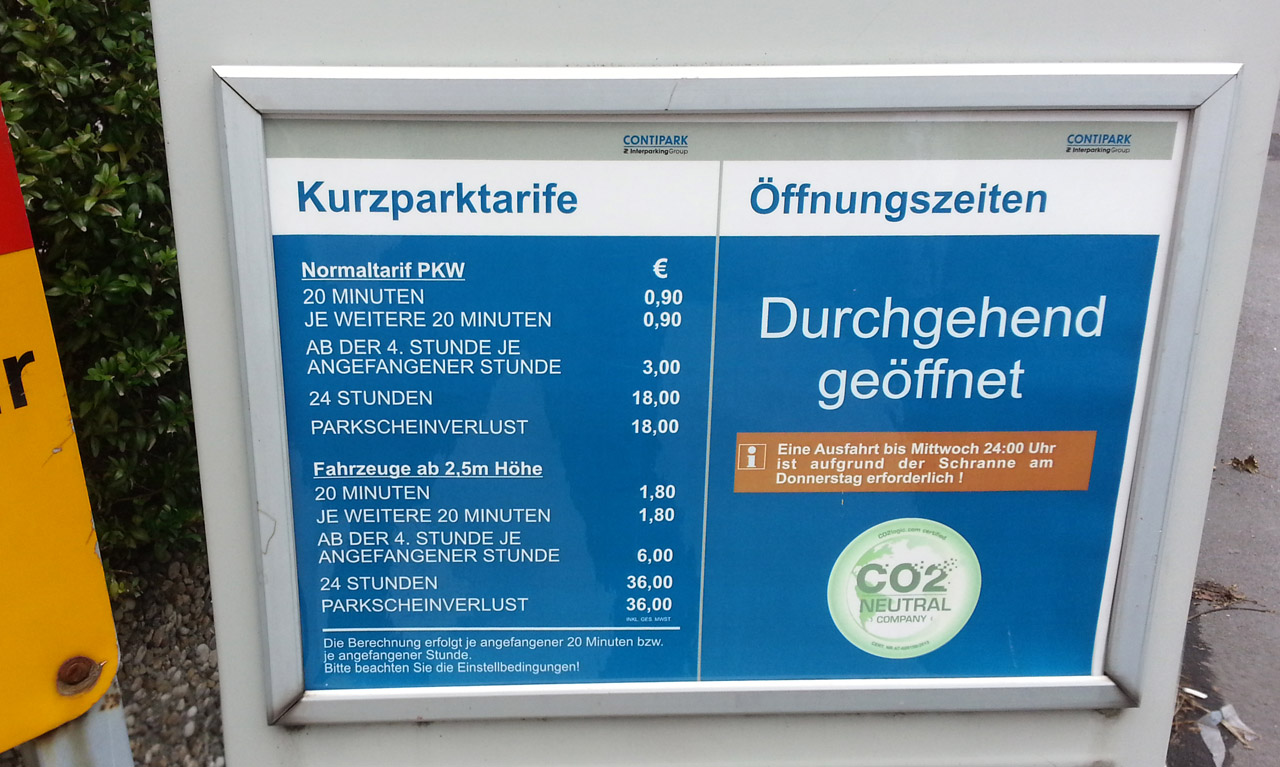 CONTIPARK
InterparkingGroup
Kurzparktarife
Normaltarif PKW €
20 MINUTEN 0,90
JE WEITERE 20 MINUTEN 0,90
AB DER 4. STUNDE JE
ANGEFANGENER STUNDE 3,00
24 STUNDEN 18,00
PARKSCHEINVERLUST 18,00
Fahrzeuge ab 2,5m Höhe
20 MINUTEN 1,80
JE WEITERE 20 MINUTEN 1,80
AB DER 4. STUNDE JE
ANGEFANGENER STUNDE 6,00
24 STUNDEN 36,00
PARKSCHEINVERLUST 36,00
INKL. GES. MWST
Die Berechnung erfolgt je angefangener 20 Minuten bzw.
je angefangener Stunde.
Bitte beachten Sie die Einstellbedingungen!
CONTIPARK
InterparkingGroup
Öffnungszeiten
Durchgehend
geöffnet
i Eine Ausfahrt bis Mittwoch 24:00 Uhr
ist aufgrund der Schranne am
Donnerstag erforderlich !
CO2logic.com certified
CO2
NEUTRAL
COMPANY
r